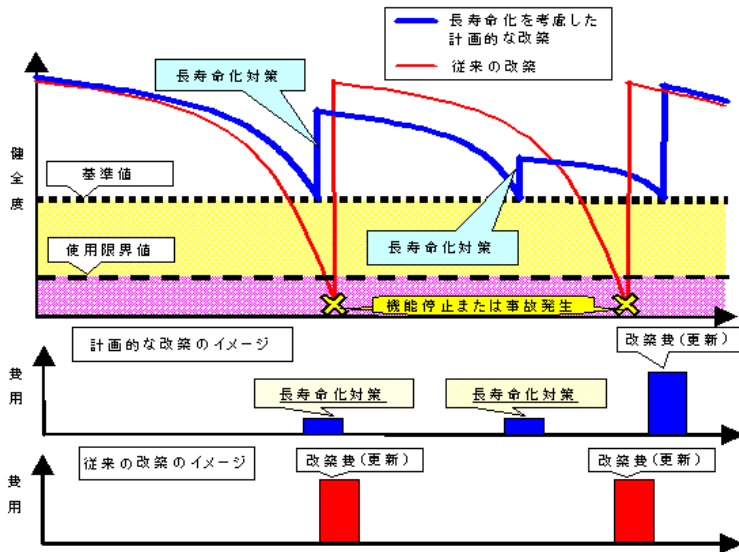 長寿命化を考慮した
計画的な改築
従来の改築
長寿命化対策
健全度
基準値
使用限界値
長寿命化対策
機能停止または事故発生
計画的な改築のイメージ
改築費(更新)
費用
長寿命化対策
長寿命化対策
従来の改築のイメージ
改築費(更新)
改築費(更新)
費用